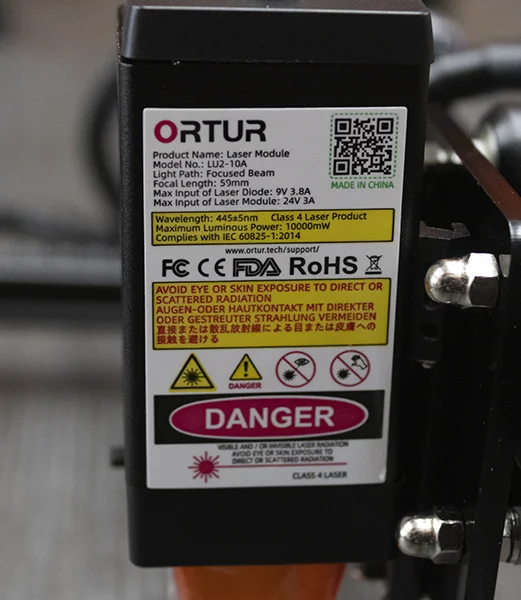 ORTUR
Product Name: Laser Module
Model No.: LU2-10A
Light Path: Focused Beam
Focal Length: 59mm
Max Input of Laser Diode: 9V 3.8A
Max Input of Laser Module: 24V 3A
MADE IN CHINA
Wavelength: 445±5nm Class 4 Laser Product
Maximum Luminous Power: 10000mW
Complies with IEC 60825-1:2014
www.ortur.tech/support/
FC CE FDA RoHS
AVOID EYE OR SKIN EXPOSURE TO DIRECT OR
SCATTERED RADIATION
AUGEN-ODER HAUTKONTAKT MIT DIREKTER
ODER GESTREUTER STRAHLUNG VERMEIDEN
直接または散乱放射線による目または皮膚への
接触を避ける
DANGER
DANGER
VISIBLE AND / OR INVISIBLE LASER RADIATION
AVOID EYE OR SKIN EXPOSURE TO
DIRECT OR SCATTERED RADIATION
CLASS 4 LASER